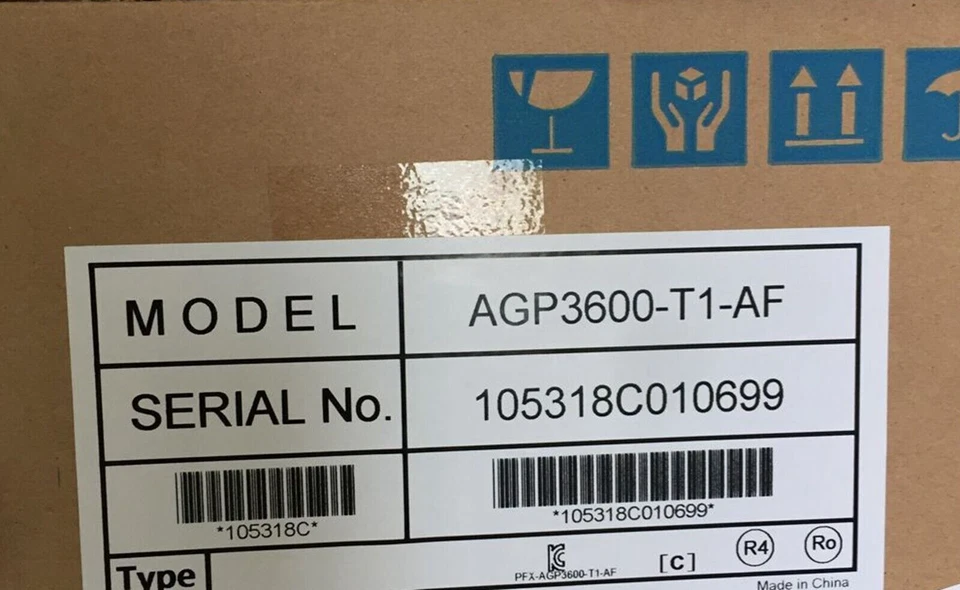 MODEL AGP3600-T1-AF
SERIAL No. 105318C010699
*105318C* *105318C010699*
Type
PFX-AGP3600-T1-AF [C] R4 Ro
Made in China